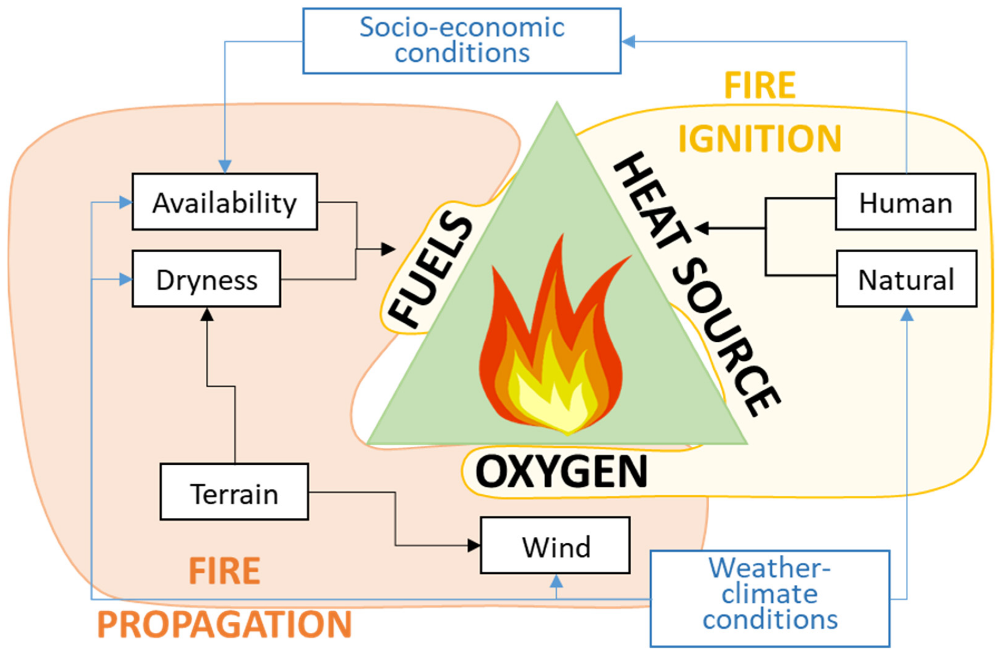 Socio-economic
conditions
FIRE
IGNITION
Availability
Dryness
FUELS
HEAT SOURCE
Human
Natural
OXYGEN
Terrain
Wind
FIRE
PROPAGATION
Weather-
climate
conditions